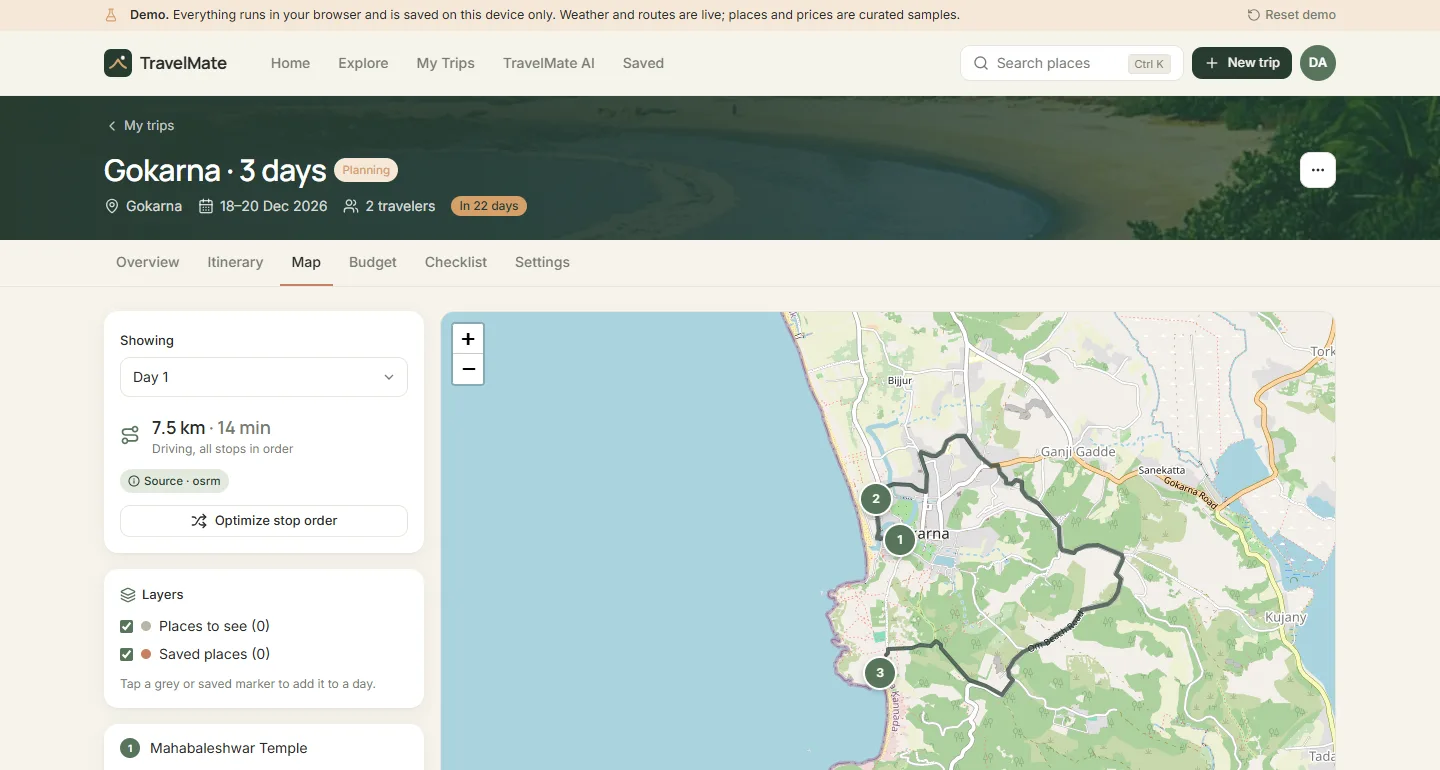 Demo. Everything runs in your browser and is saved on this device only. Weather and routes are live; places and prices are curated samples.
Reset demo
TravelMate
Home
Explore
My Trips
TravelMate AI
Saved
Search places
Ctrl K
New trip
DA
My trips
Gokarna · 3 days
Planning
Gokarna
18–20 Dec 2026
2 travelers
In 22 days
Overview
Itinerary
Map
Budget
Checklist
Settings
Showing
Day 1
7.5 km · 14 min
Driving, all stops in order
Source · osrm
Optimize stop order
Layers
Places to see (0)
Saved places (0)
Tap a grey or saved marker to add it to a day.
1 Mahabaleshwar Temple
+
−
Tork
Bijjur
Ganji Gadde
Sanekatta
Gokarna Road
2
1
arna
Om Beach Road
Kujany
3
Kannada
Tada